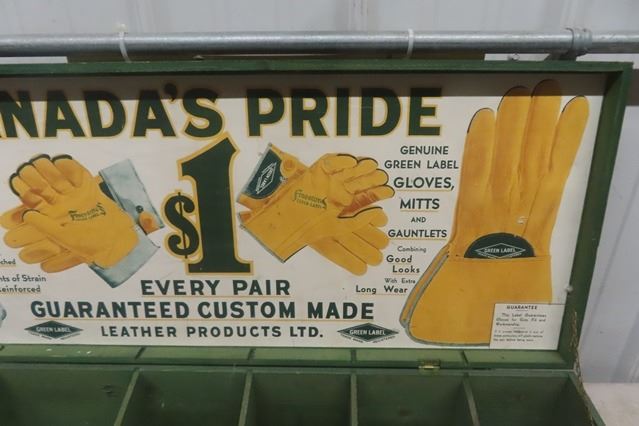 NADA'S PRIDE
$1
GENUINE
GREEN LABEL
GLOVES,
MITTS
AND
GAUNTLETS
Combining
Good
Looks
With Extra
Long Wear
ched
nts of Strain
einforced
EVERY PAIR
GUARANTEED CUSTOM MADE
LEATHER PRODUCTS LTD.
GREEN LABEL
GREEN LABEL
GREEN LABEL
GUARANTEE